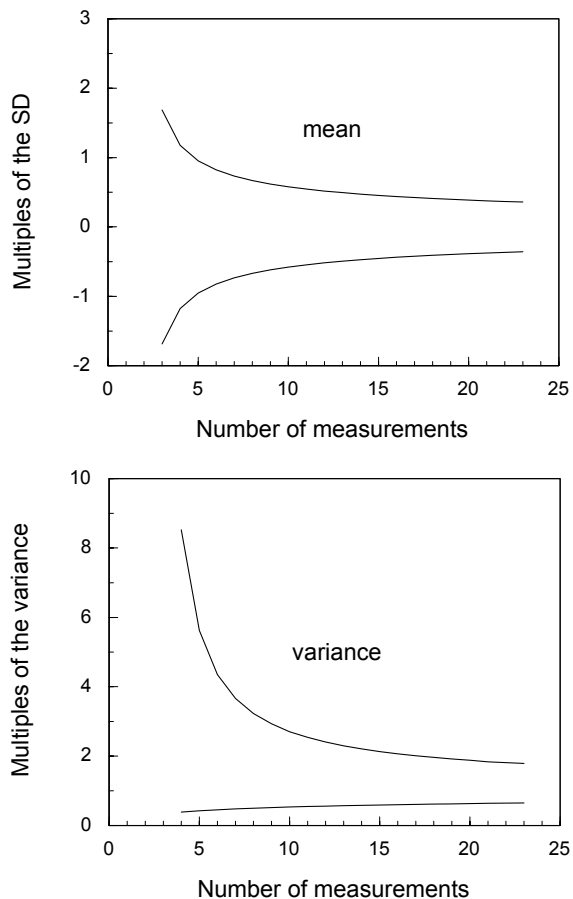 3
2
1
0
-1
-2
Multiples of the SD
mean
0 5 10 15 20 25
Number of measurements
10
8
6
4
2
0
Multiples of the variance
variance
0 5 10 15 20 25
Number of measurements